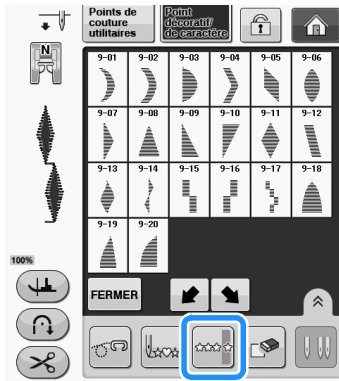 Points de
couture
utilitaires
Point
décoratif/
de caractère
N
9-01 9-02 9-03 9-04 9-05 9-06
9-07 9-08 9-09 9-10 9-11 9-12
9-13 9-14 9-15 9-16 9-17 9-18
9-19 9-20
100%
FERMER